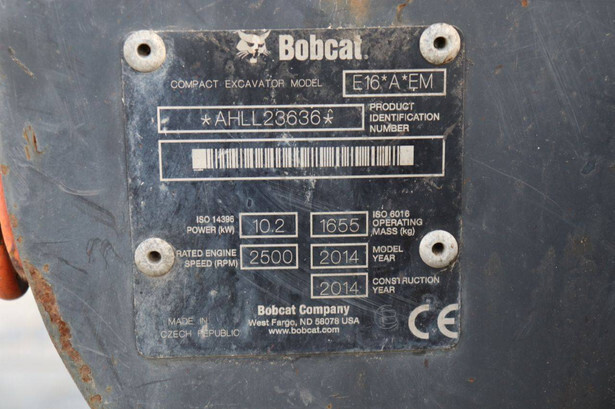 Bobcat
COMPACT EXCAVATOR MODEL E16*A*EM
*AHLL23636* PRODUCT IDENTIFICATION NUMBER
ISO 14396 POWER (kW) 10.2 1655 ISO 6016 OPERATING MASS (kg)
RATED ENGINE SPEED (RPM) 2500 2014 MODEL YEAR
2014 CONSTRUCTION YEAR
Bobcat Company
West Fargo, ND 58078 USA
www.bobcat.com
MADE IN
CZECH REPUBLIC
CE